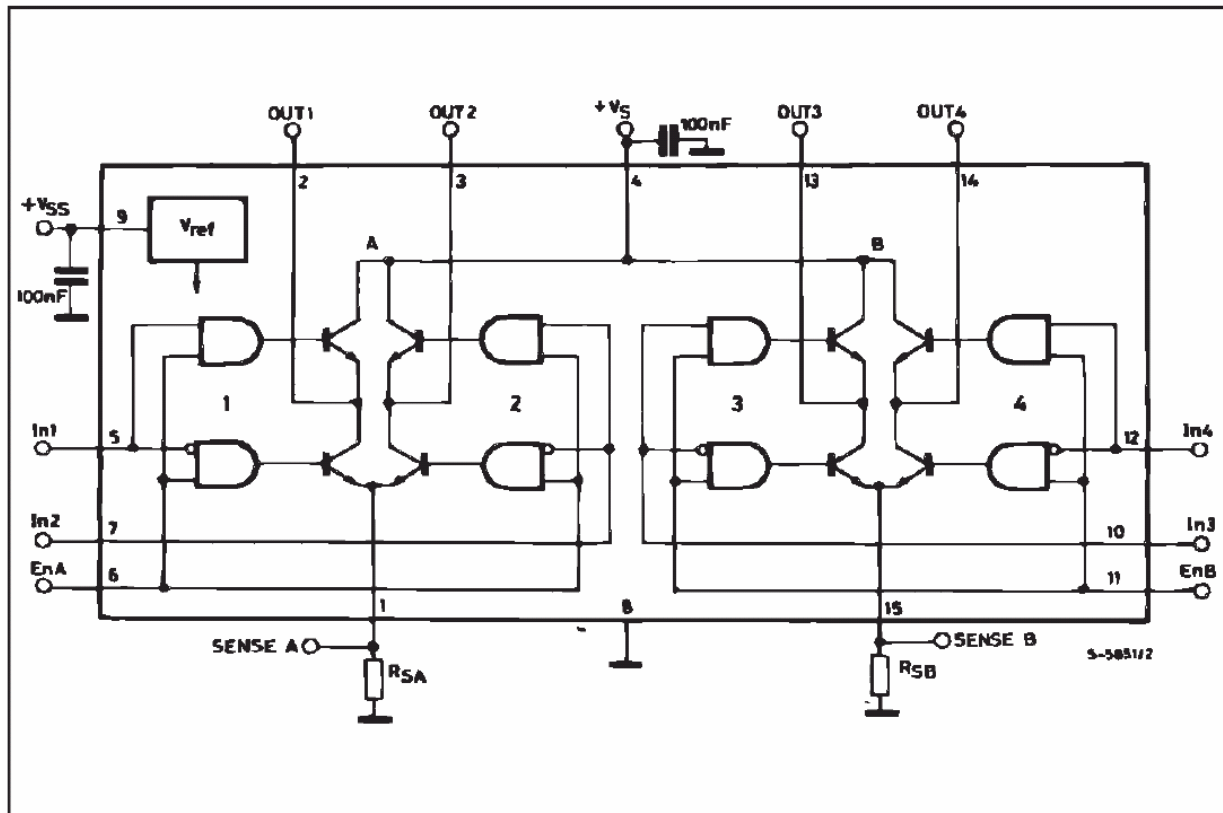 OUT1
OUT2
+VS
100nF
OUT3
OUT4
2
3
4
13
14
+VSS
9
Vref
A
B
100nF
1
2
3
4
In1
5
12
In4
In2
7
10
In3
EnA
6
11
EnB
1
8
15
SENSE A
SENSE B
RSA
RSB
S-5851/2